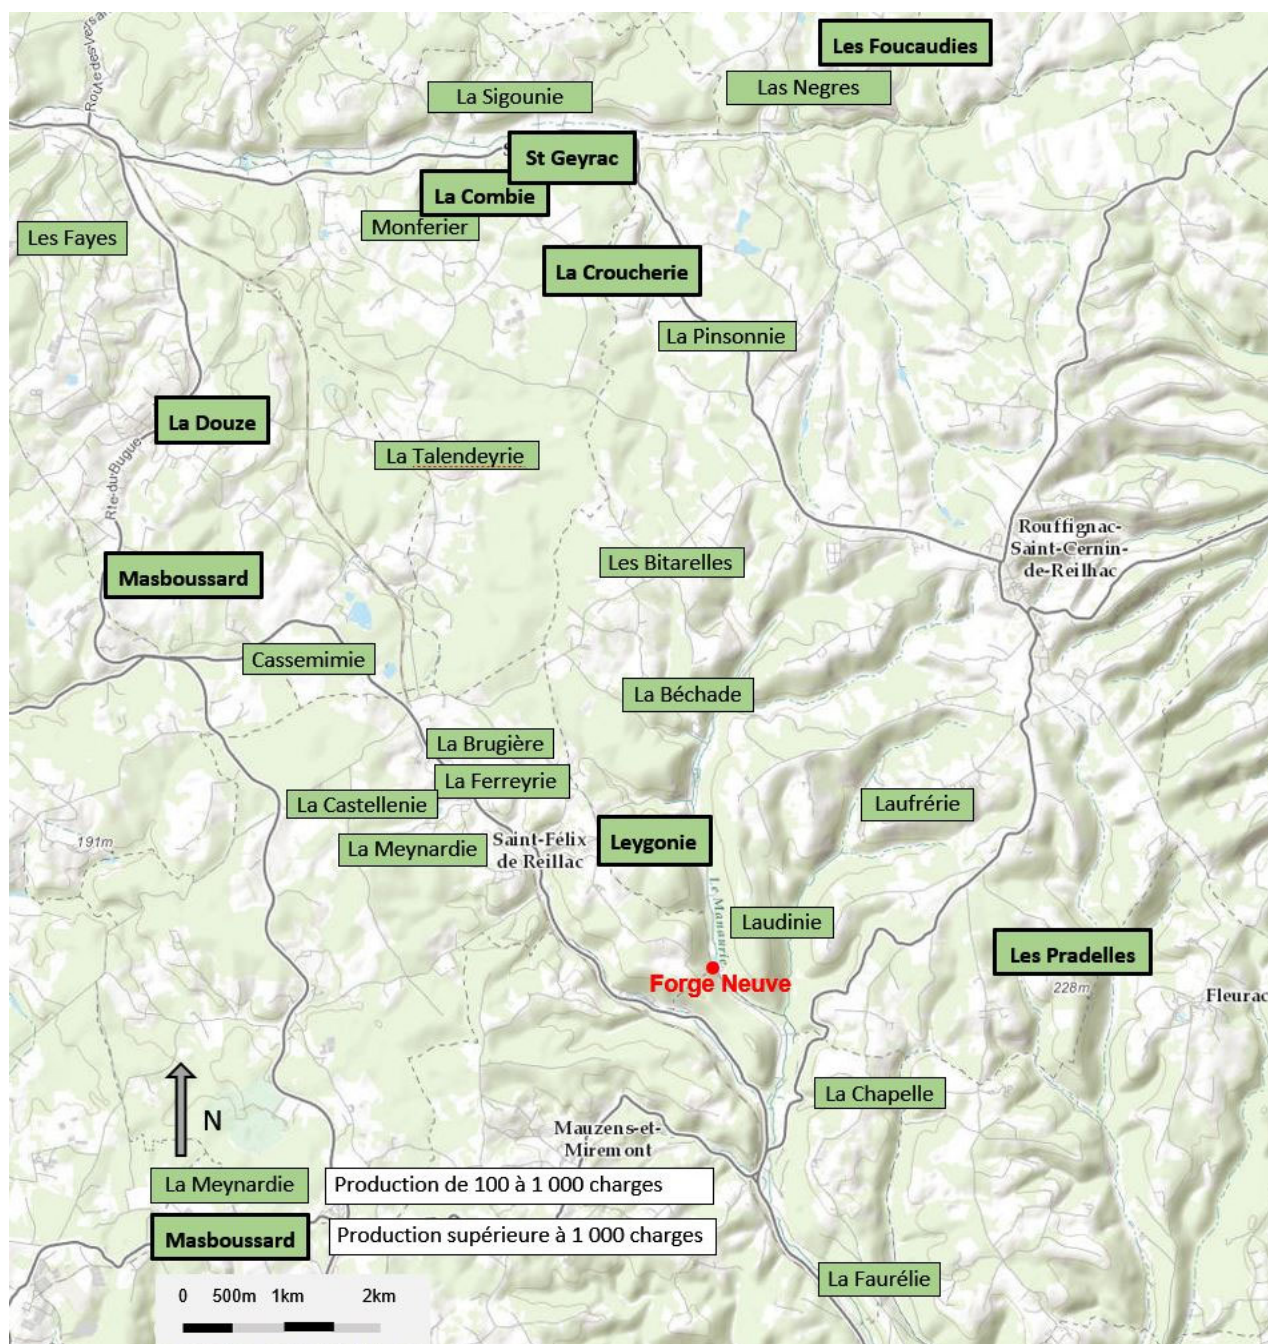 Les Foucaudies
Route des Vers
La Sigounie
Las Negres
St Geyrac
La Combie
Monferier
Les Fayes
La Croucherie
La Pinsonnie
La Douze
Rte-du-Bugue
La Talendeyrie
Rouffignac-
Saint-Cernin-
de-Reilhac
Les Bitarelles
Masboussard
Cassemimie
La Béchade
La Brugière
La Ferreyrie
La Castellenie
Laufrérie
191m
La Meynardie
Saint-Félix
de Reillac
Leygonie
Le Manaurie
Laudinie
Les Pradelles
Forge Neuve
228m
Fleurac
La Chapelle
N
Mauzens-et-
Miremont
La Meynardie
Production de 100 à 1 000 charges
Masboussard
Production supérieure à 1 000 charges
La Faurélie
0 500m 1km 2km